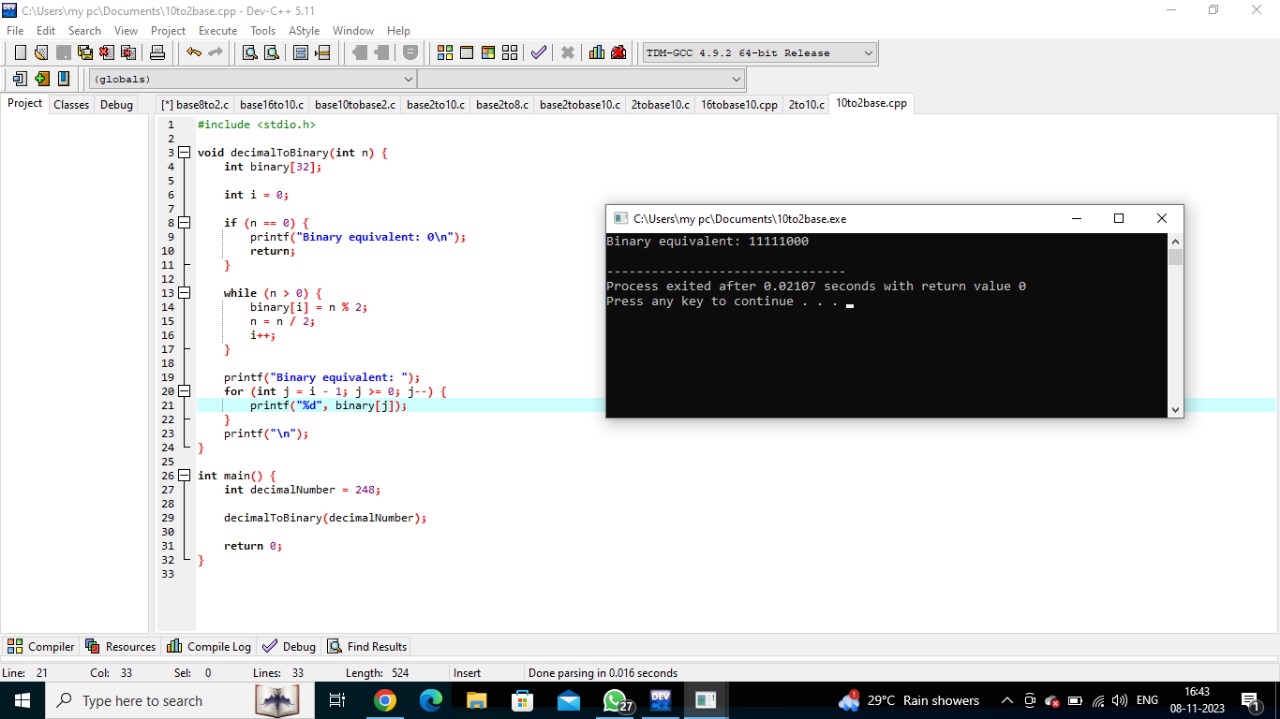 C:\Users\my pc\Documents\10to2base.cpp - Dev-C++ 5.11
File Edit Search View Project Execute Tools AStyle Window Help
TDM-GCC 4.9.2 64-bit Release
(globals)
Project Classes Debug
[*] base8to2.c base16to10.c base10tobase2.c base2to10.c base2to8.c base2tobase10.c 2tobase10.c 16tobase10.cpp 2to10.c 10to2base.cpp
1 #include <stdio.h>
2
3 void decimalToBinary(int n) {
4 int binary[32];
5
6 int i = 0;
7
8 if (n == 0) {
9 printf("Binary equivalent: 0\n");
10 return;
11 }
12
13 while (n > 0) {
14 binary[i] = n % 2;
15 n = n / 2;
16 i++;
17 }
18
19 printf("Binary equivalent: ");
20 for (int j = i - 1; j >= 0; j--) {
21 printf("%d", binary[j]);
22 }
23 printf("\n");
24 }
25
26 int main() {
27 int decimalNumber = 248;
28
29 decimalToBinary(decimalNumber);
30
31 return 0;
32 }
33
C:\Users\my pc\Documents\10to2base.exe
Binary equivalent: 11111000
--------------------------------
Process exited after 0.02107 seconds with return value 0
Press any key to continue . . .
Compiler Resources Compile Log Debug Find Results
Line: 21 Col: 33 Sel: 0 Lines: 33 Length: 524 Insert Done parsing in 0.016 seconds
Type here to search
27
DEV
29°C Rain showers
ENG
16:43
08-11-2023
1